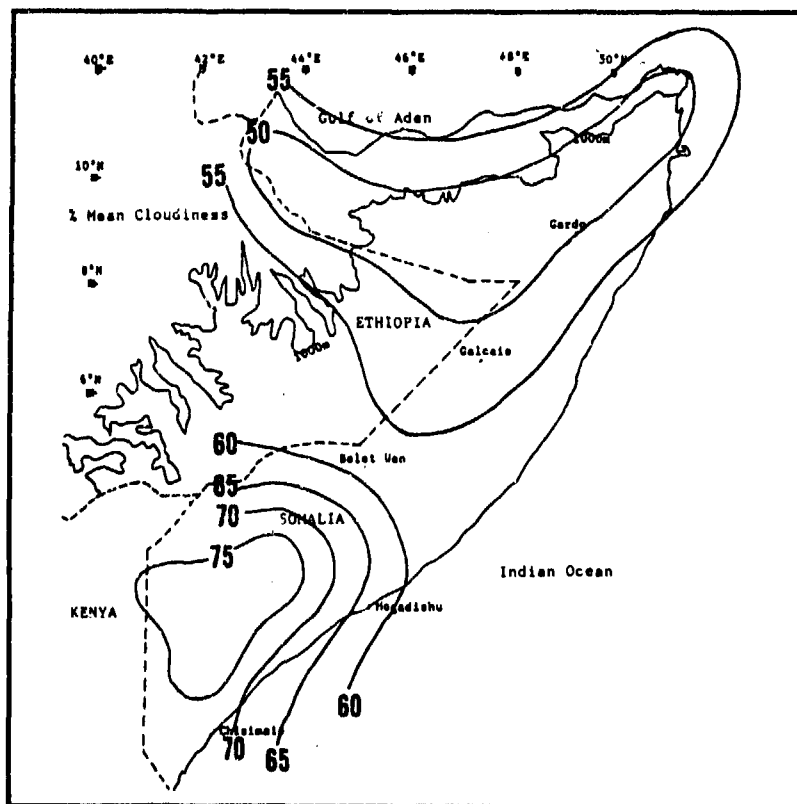 40°E 42°E 44°E 46°E 48°E 50°N
55
Gulf of Aden
50
1000m
10°N
55
% Mean Cloudiness
Gardo
8°N
ETHIOPIA
1000m
Galcaio
6°N
60
Belet Wen
65
70
SOMALIA
75
Indian Ocean
KENYA
Mogadishu
60
Chisimaio
70
65